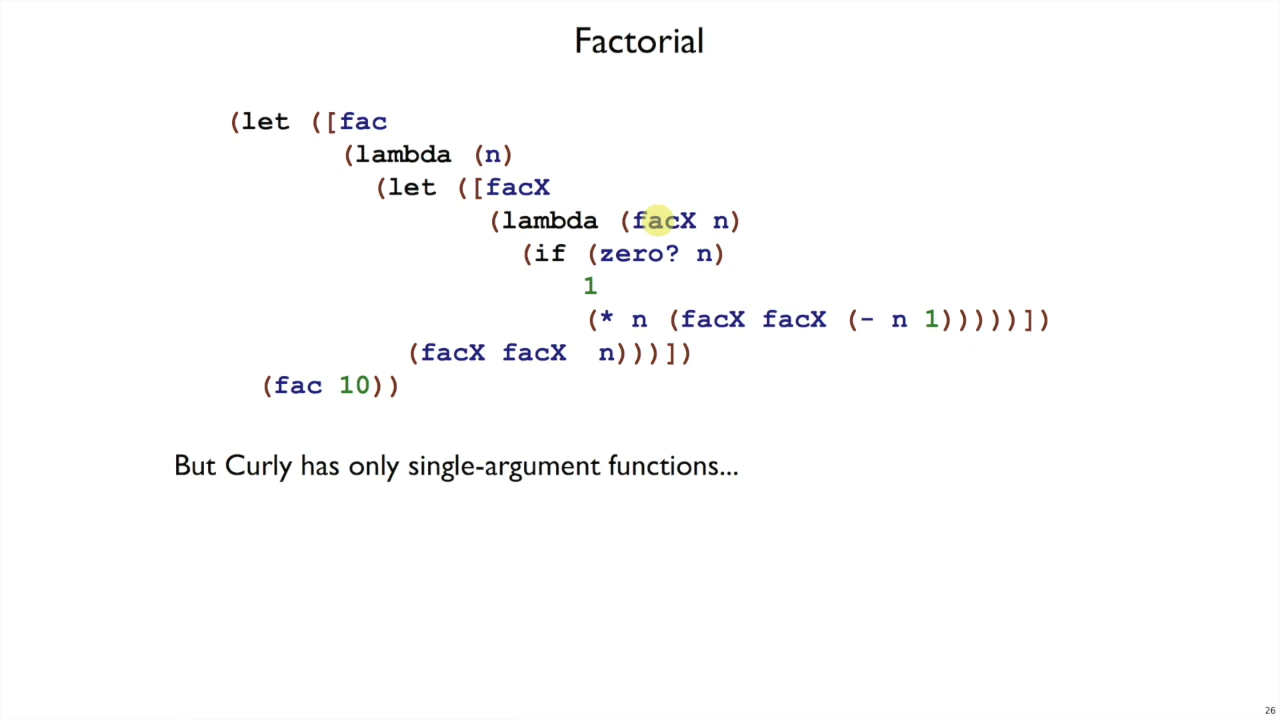 Factorial
(let ([fac
(lambda (n)
(let ([facX
(lambda (facX n)
(if (zero? n)
1
(* n (facX facX (- n 1)))))])
(facX facX  n)))])
(fac 10))
But Curly has only single-argument functions...
26